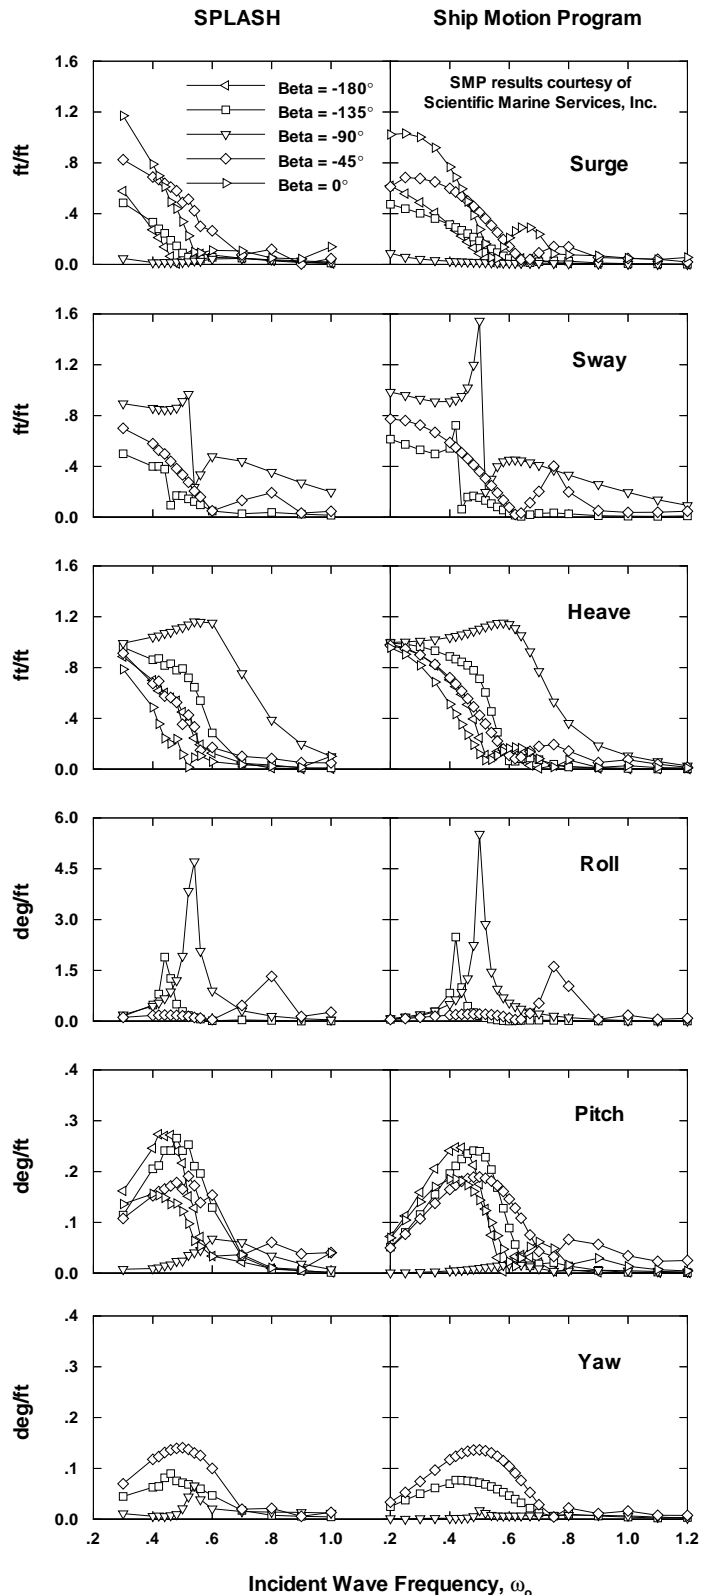 SPLASH
Ship Motion Program
1.6
1.2
.8
.4
0.0
ft/ft
Beta = -180°
Beta = -135°
Beta = -90°
Beta = -45°
Beta = 0°
SMP results courtesy of
Scientific Marine Services, Inc.
Surge
1.6
1.2
.8
.4
0.0
ft/ft
Sway
1.6
1.2
.8
.4
0.0
ft/ft
Heave
6.0
4.5
3.0
1.5
0.0
deg/ft
Roll
.4
.3
.2
.1
0.0
deg/ft
Pitch
.4
.3
.2
.1
0.0
deg/ft
Yaw
.2 .4 .6 .8 1.0 .2 .4 .6 .8 1.0 1.2
Incident Wave Frequency, ωo